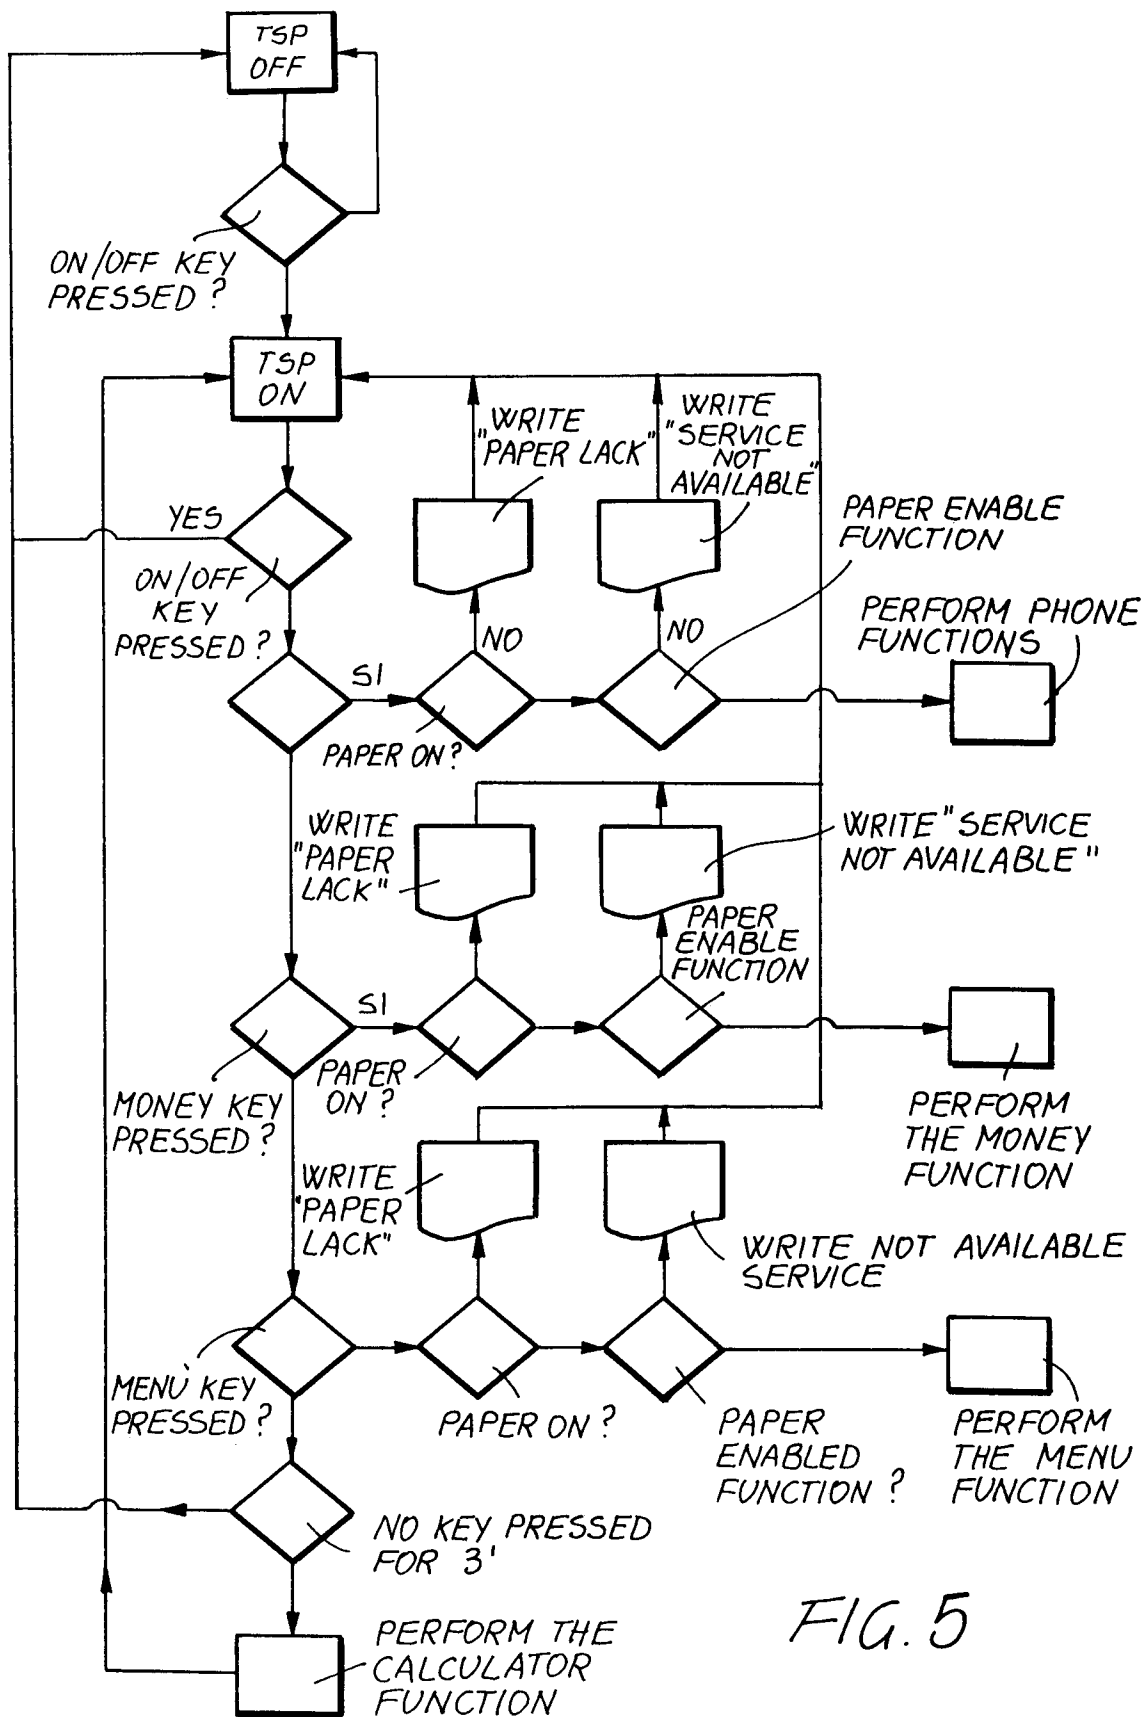 TSP
OFF
ON/OFF KEY
PRESSED ?
TSP
ON
WRITE
"PAPER LACK"
WRITE
"SERVICE
NOT
AVAILABLE"
YES
ON/OFF
KEY
PRESSED ?
PAPER ENABLE
FUNCTION
PERFORM PHONE
FUNCTIONS
NO
NO
SI
PAPER ON ?
WRITE
"PAPER
LACK"
WRITE "SERVICE
NOT AVAILABLE"
PAPER
ENABLE
FUNCTION
SI
MONEY KEY
PRESSED ?
PAPER
ON ?
PERFORM
THE MONEY
FUNCTION
WRITE
"PAPER
LACK"
WRITE NOT AVAILABLE
SERVICE
MENÙ KEY
PRESSED ?
PAPER ON ?
PAPER
ENABLED
FUNCTION ?
PERFORM
THE MENU
FUNCTION
NO KEY PRESSED
FOR 3'
PERFORM THE
CALCULATOR
FUNCTION
FIG. 5